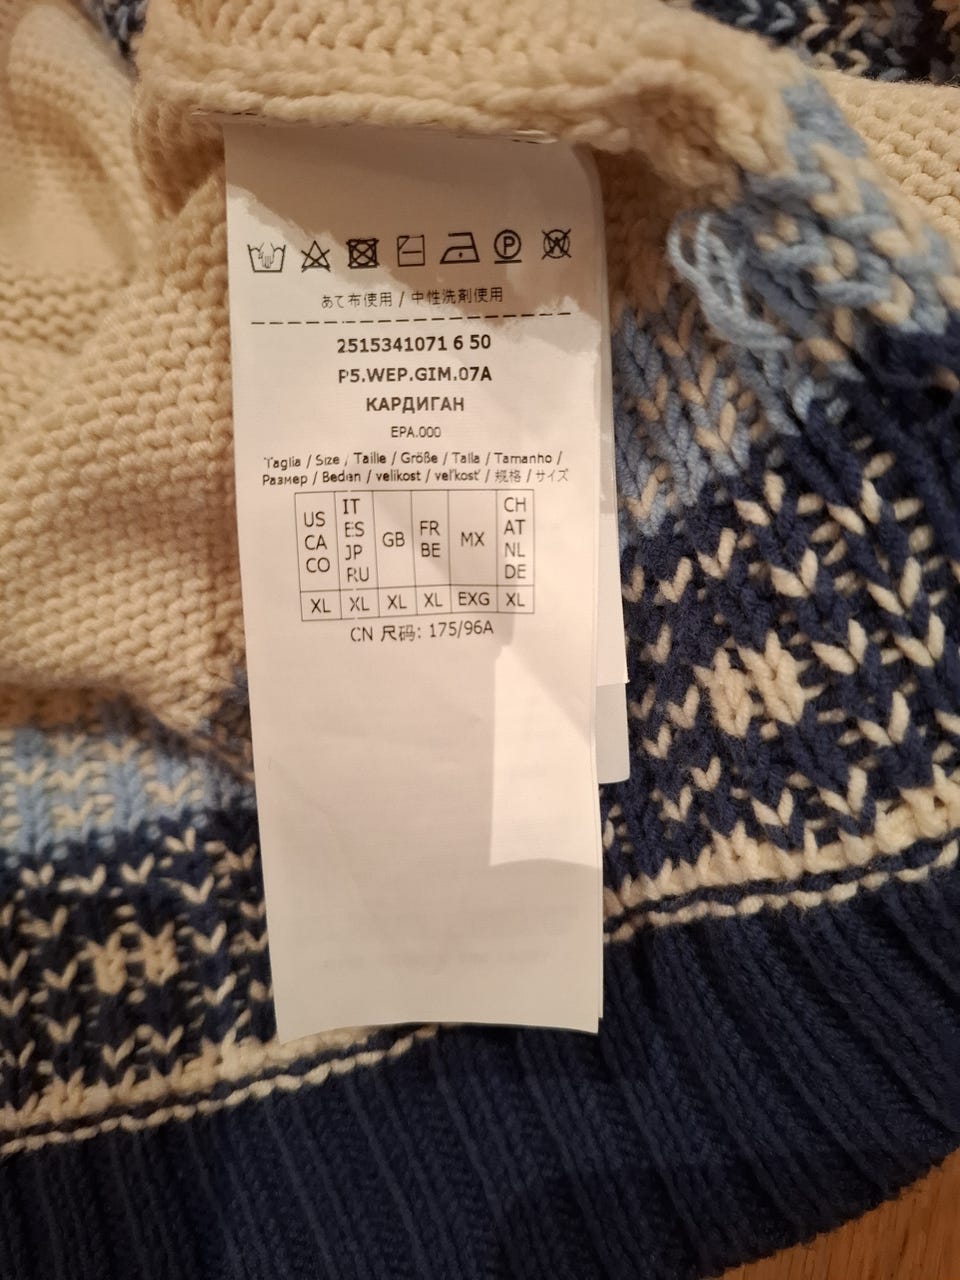 P
W
あて布使用 / 中性洗剤使用
2515341071 6 50
P5.WEP.GIM.07A
КАРДИГАН
EPA.000
Taglia / Size / Taille / Größe / Talla / Tamanho /
Размер / Beden / velikost / veľkosť / 规格 / サイズ
US CA CO
IT ES JP RU
GB
FR BE
MX
CH AT NL DE
XL XL XL XL EXG XL
CN 尺码: 175/96A